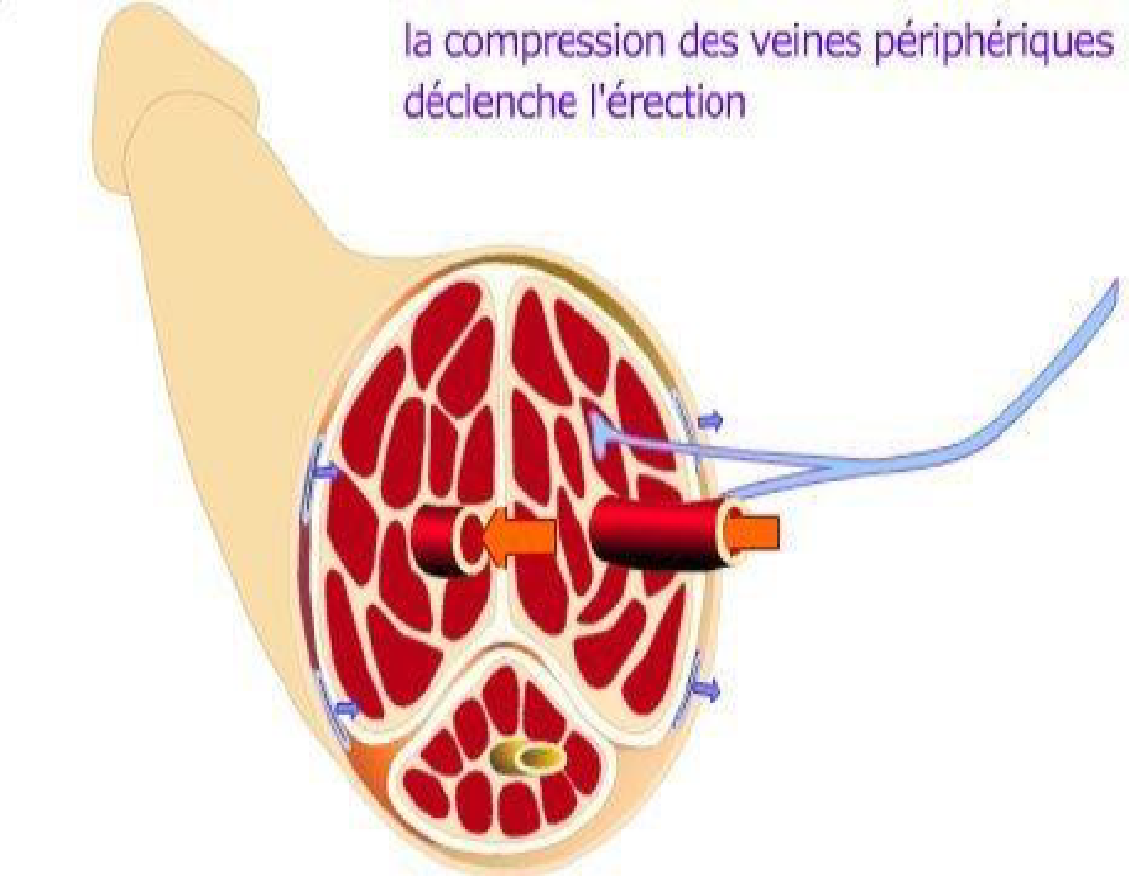 la compression des veines périphériques
déclenche l'érection